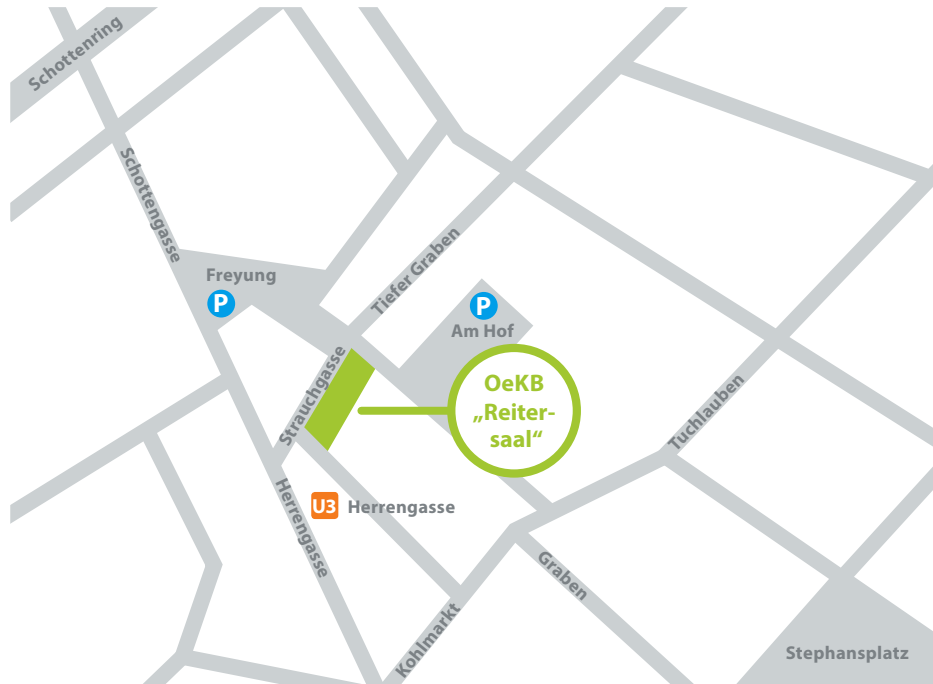 Schottenring
Schottengasse
Freyung
P
Tiefer Graben
P
Am Hof
Strauchgasse
OeKB
„Reiter-
saal“
Tuchlauben
Herrengasse
U3 Herrengasse
Graben
Kohlmarkt
Stephansplatz